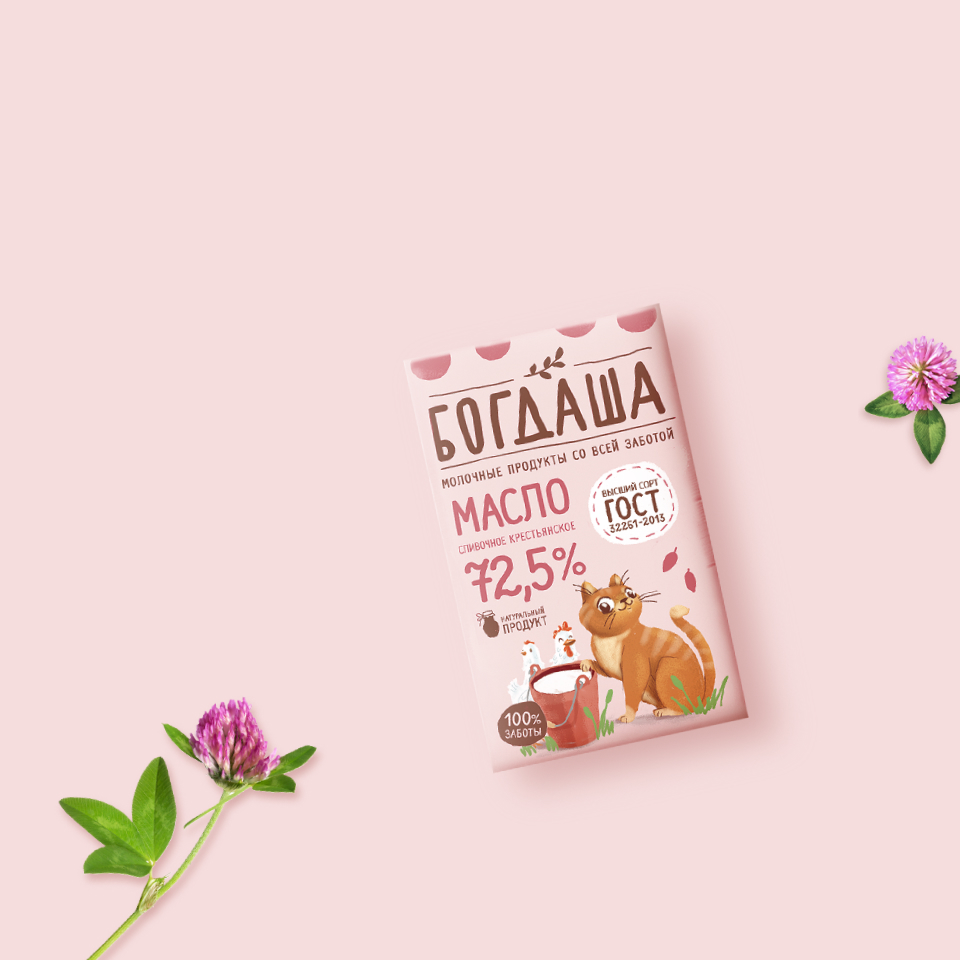 БОГДАША
МОЛОЧНЫЕ ПРОДУКТЫ СО ВСЕЙ ЗАБОТОЙ
МАСЛО
СЛИВОЧНОЕ КРЕСТЬЯНСКОЕ
72,5%
ВЫСШИЙ СОРТ
ГОСТ
32261-2013
НАТУРАЛЬНЫЙ
ПРОДУКТ
100%
ЗАБОТЫ